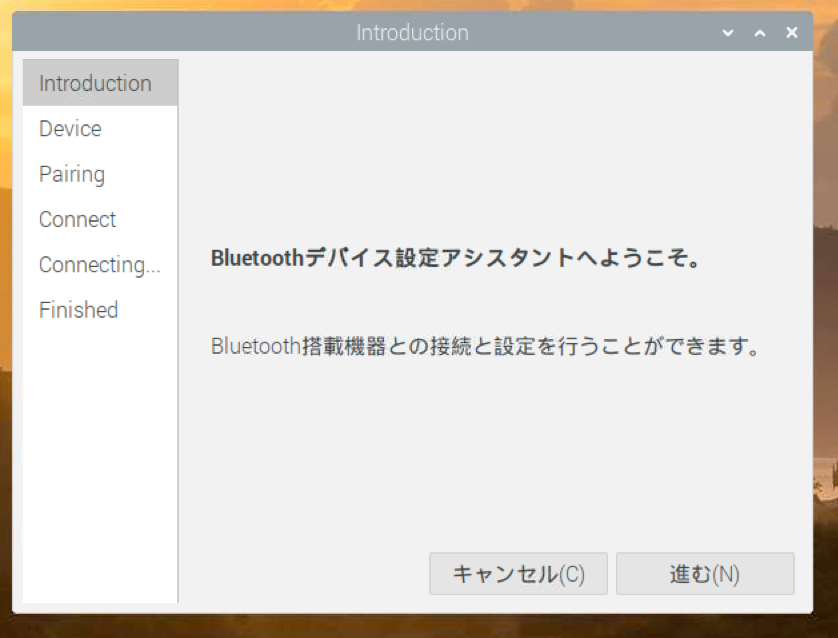 Introduction
Introduction
Device
Pairing
Connect
Connecting...
Finished
Bluetoothデバイス設定アシスタントへようこそ。
Bluetooth搭載機器との接続と設定を行うことができます。
キャンセル(C)
進む(N)